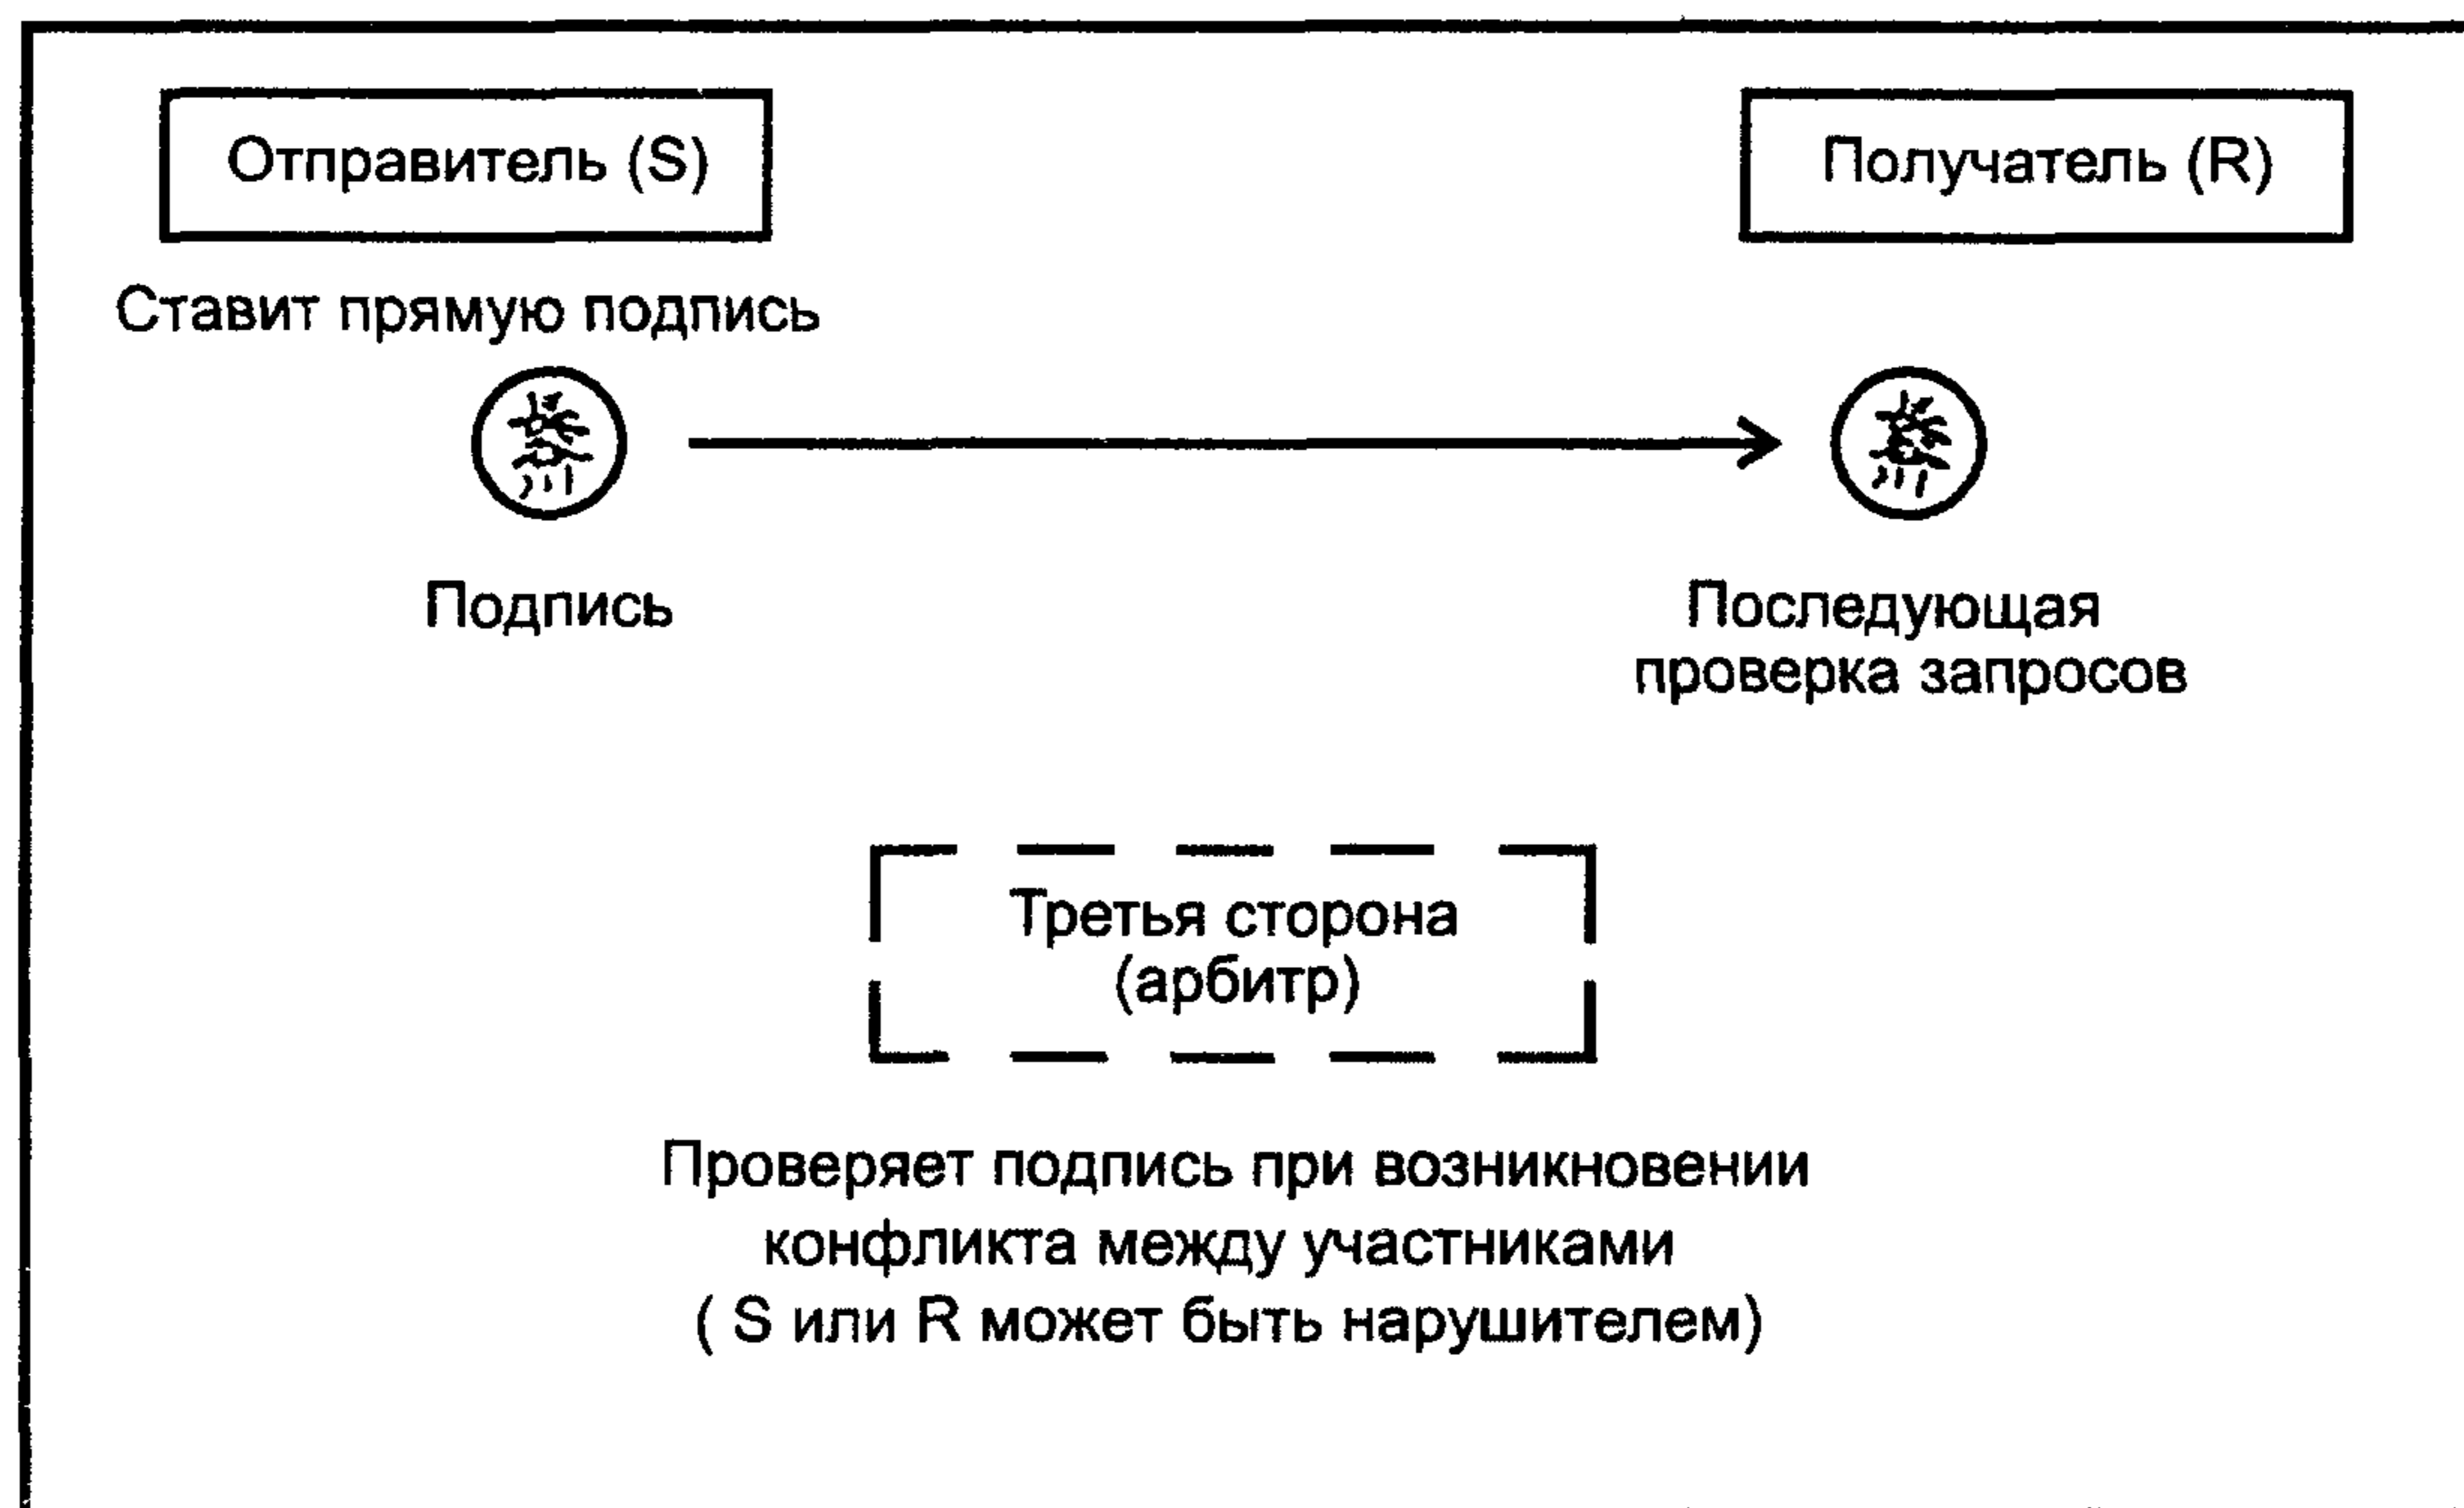 Отправитель (S)
Получатель (R)
Ставит прямую подпись
Подпись
Последующая
проверка запросов
Третья сторона
(арбитр)
Проверяет подпись при возникновении
конфликта между участниками
( S или R может быть нарушителем)